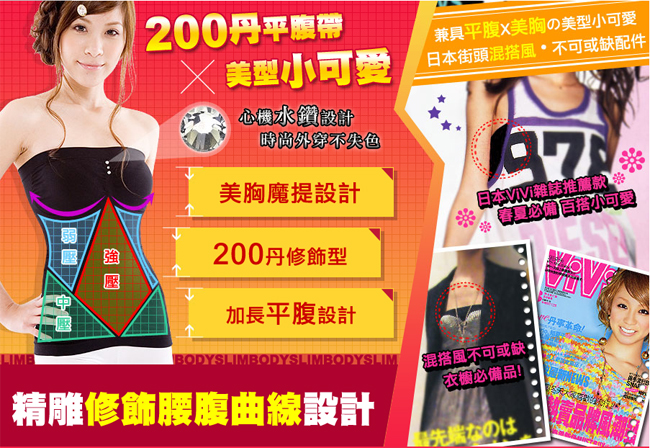 200丹平腹帶
×
美型小可愛
心機水鑽設計
時尚外穿不失色
美胸魔提設計
200丹修飾型
加長平腹設計
弱壓
強壓
中壓
SLIMBODYSLIMBODYSLIM
精雕修飾腰腹曲線設計
兼具平腹x美胸の美型小可愛
日本街頭混搭風・不可或缺配件
78
日本ViVi雜誌推薦款
春夏必備 百搭小可愛
混搭風不可或缺
衣櫥必備品!
最先端なのは
ViVi